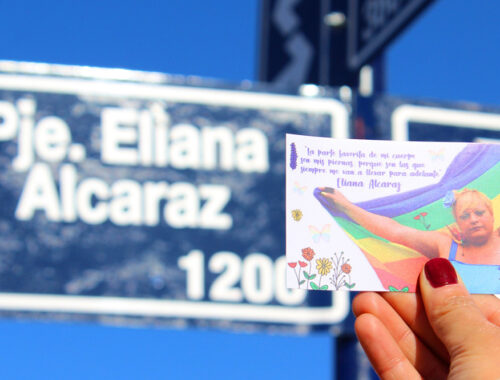 Pje. Eliana
Alcaraz
1200
"La parte favorita de mi cuerpo
son mis piernas, porque son las que
siempre me van a llevar para adelante"
Eliana Alcaraz